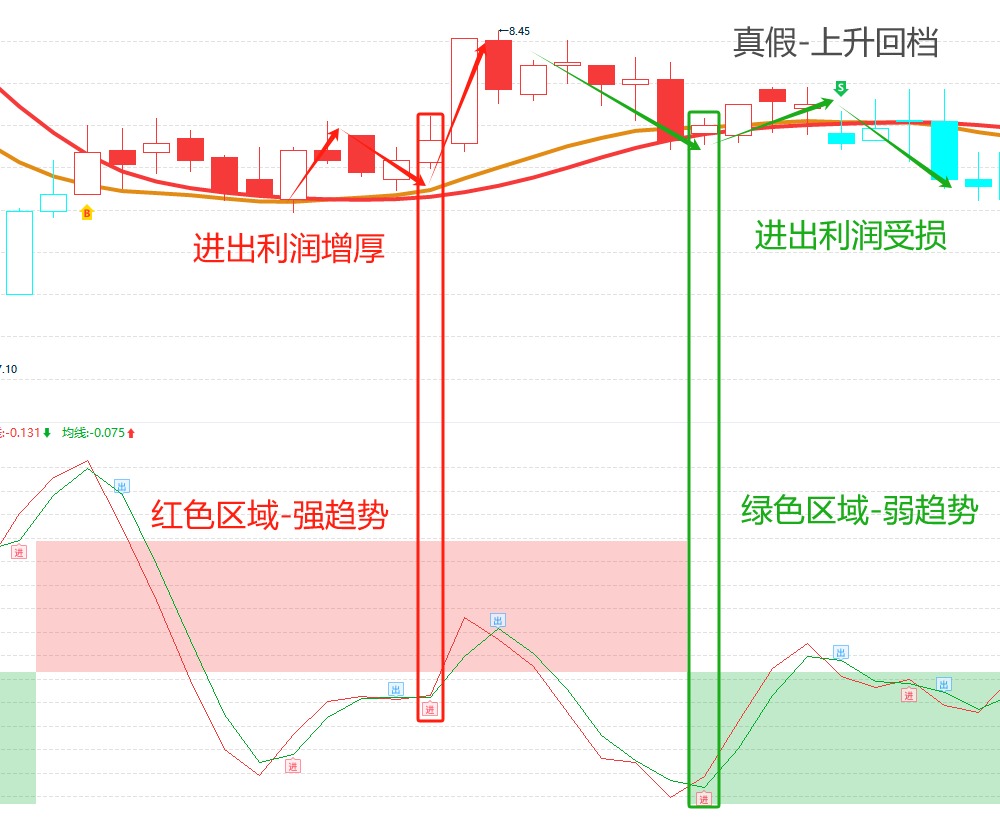 ←8.45
真假-上升回档
S
B
进出利润增厚
进出利润受损
7.10
线:-0.131 均线:-0.075
出
红色区域-强趋势
绿色区域-弱趋势
进
出
出
出
出
进
进
进
进